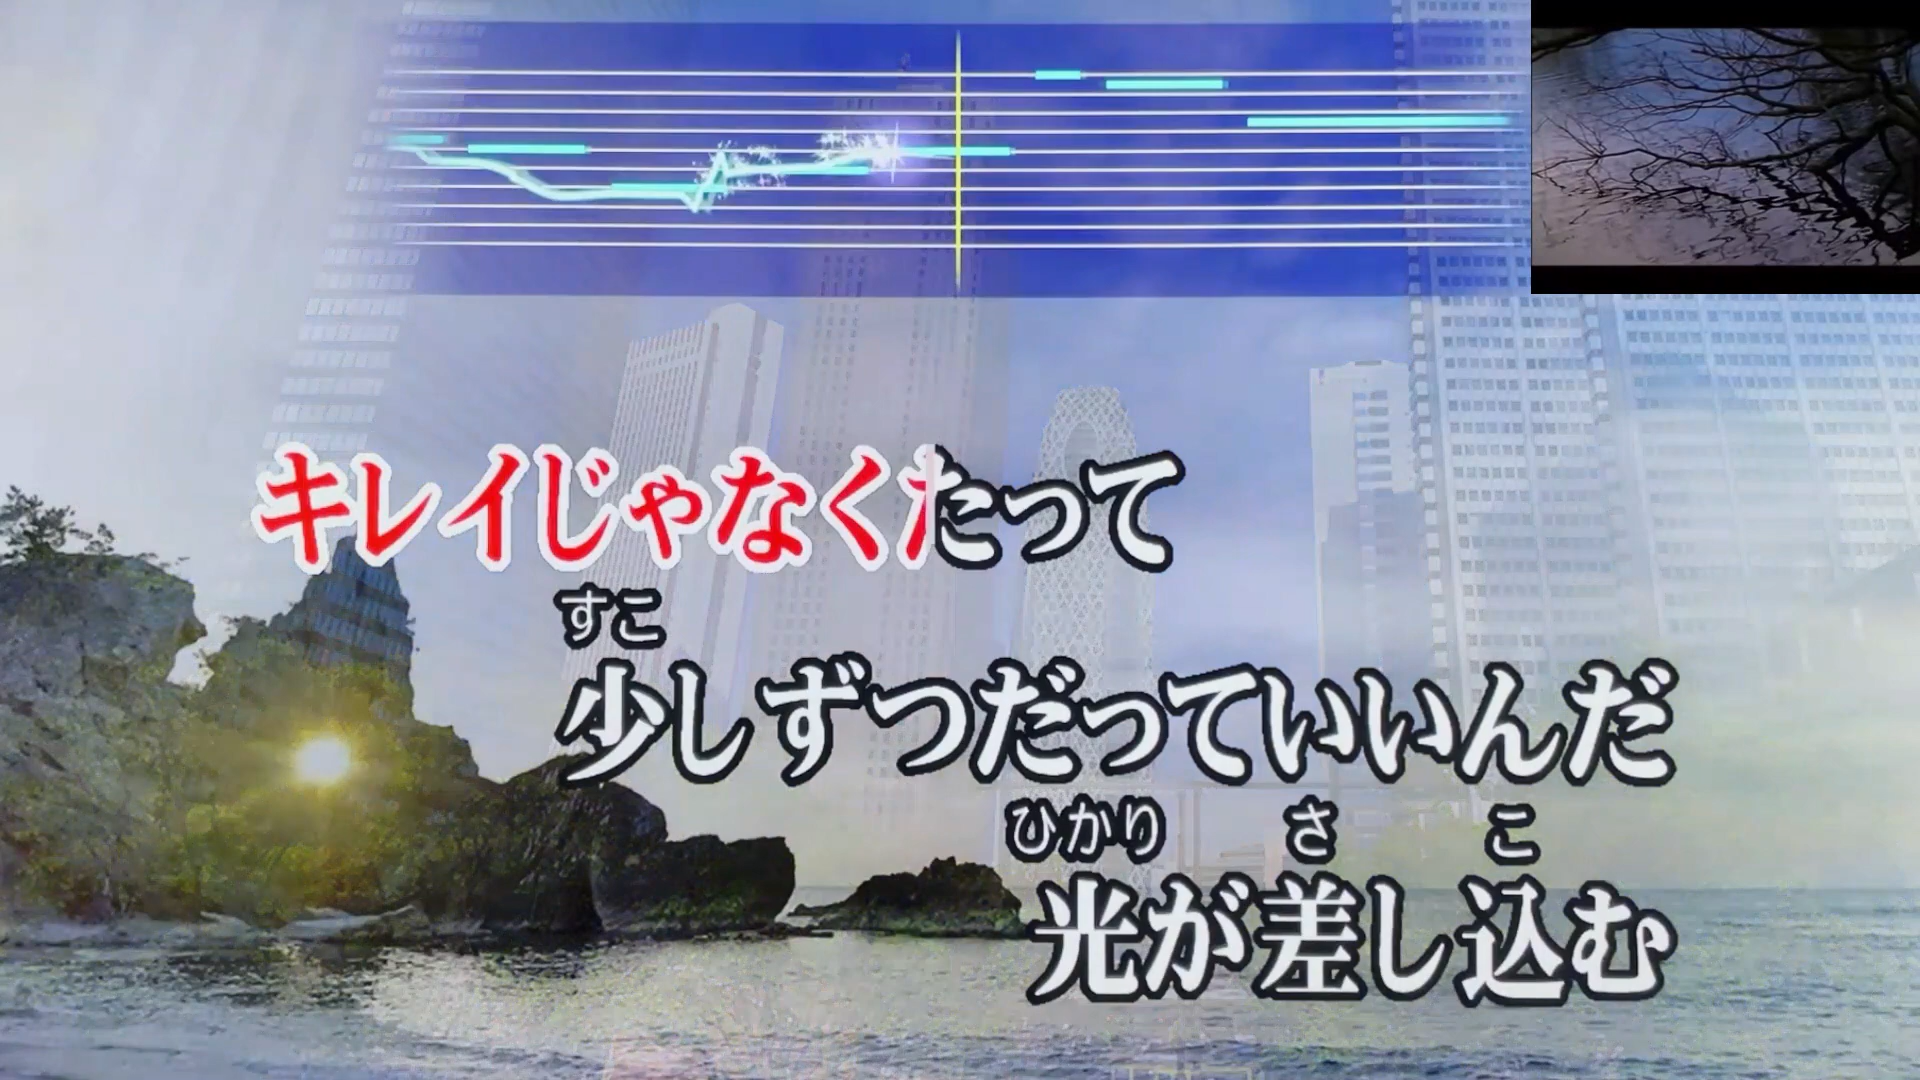 キレイじゃなくたって
すこ
少しずつだっていいんだ
ひかり さ こ
光が差し込む